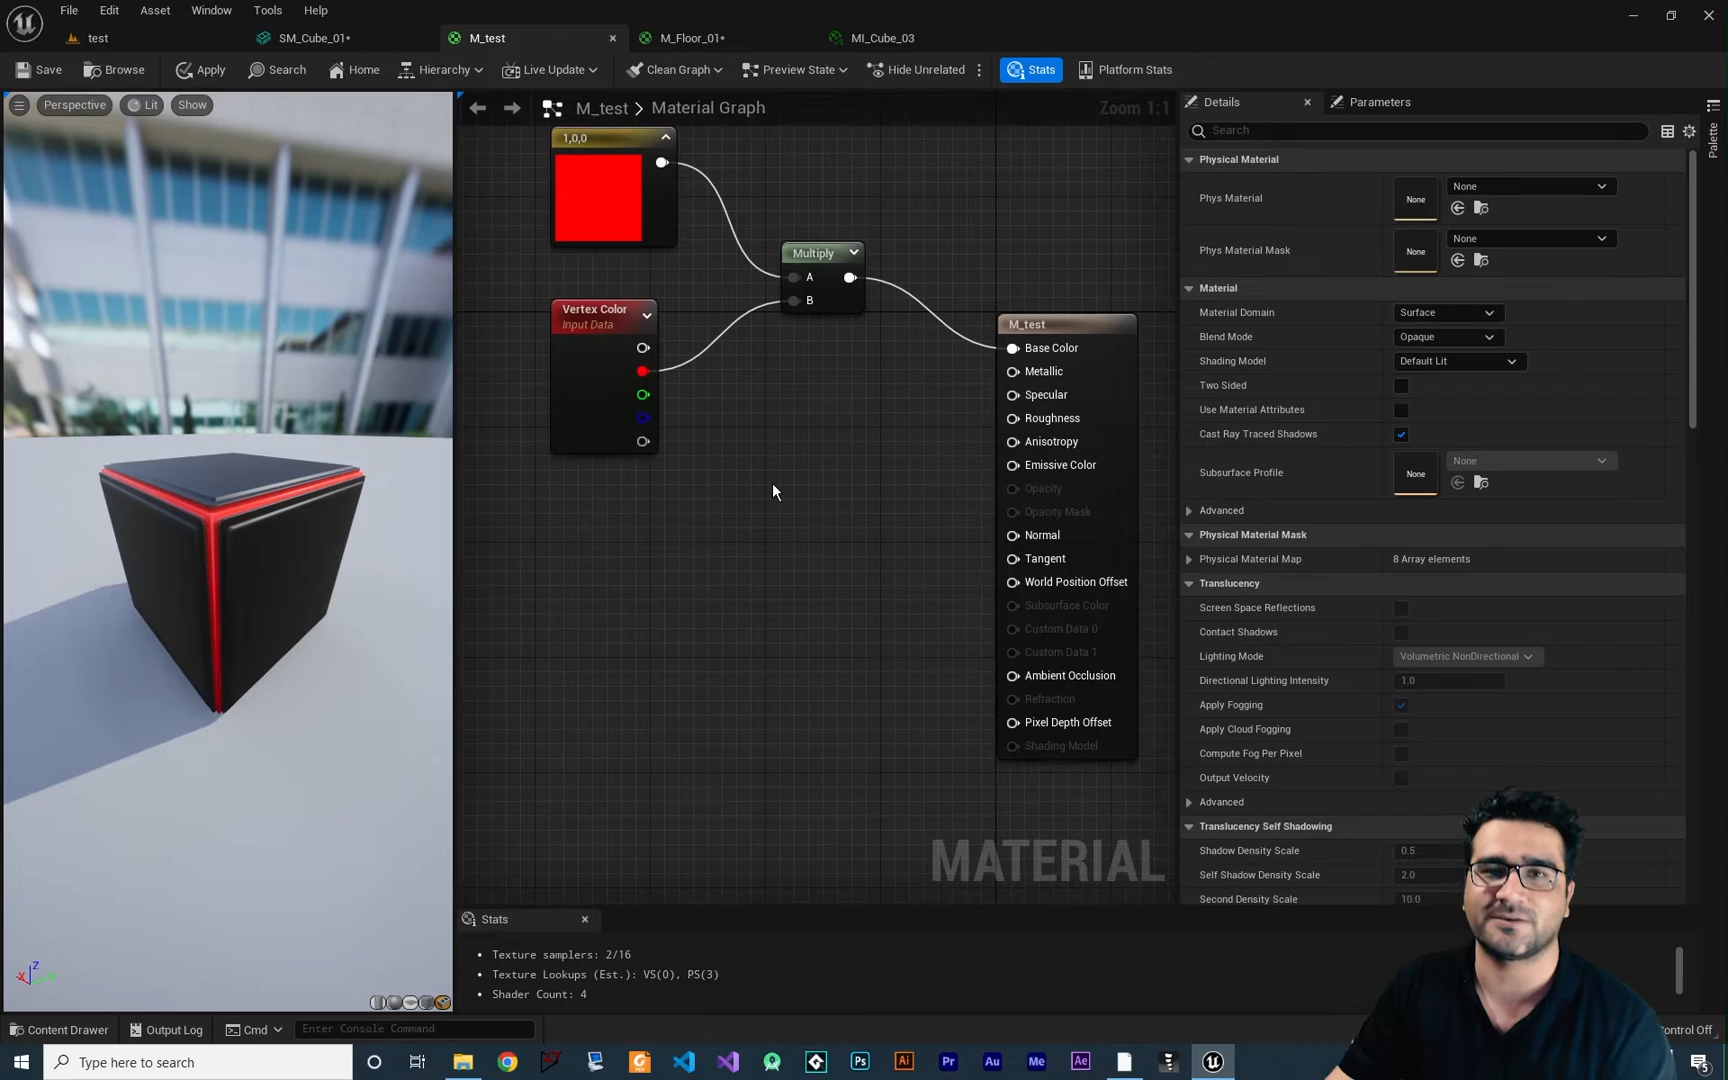 File Edit Asset Window Tools Help
test SM_Cube_01* M_test M_Floor_01* MI_Cube_03
Save Browse Apply Search Home Hierarchy Live Update Clean Graph Preview State Hide Unrelated Stats Platform Stats
Perspective Lit Show
M_test > Material Graph Zoom 1:1
Details Parameters
Search
Palette
1,0,0
Multiply
A
B
Vertex Color
Input Data
M_test
Base Color
Metallic
Specular
Roughness
Anisotropy
Emissive Color
Opacity
Opacity Mask
Normal
Tangent
World Position Offset
Subsurface Color
Custom Data 0
Custom Data 1
Ambient Occlusion
Refraction
Pixel Depth Offset
Shading Model
MATERIAL
Physical Material
Phys Material None None
Phys Material Mask None None
Material
Material Domain Surface
Blend Mode Opaque
Shading Model Default Lit
Two Sided
Use Material Attributes
Cast Ray Traced Shadows
Subsurface Profile None None
Advanced
Physical Material Mask
Physical Material Map 8 Array elements
Translucency
Screen Space Reflections
Contact Shadows
Lighting Mode Volumetric NonDirectional
Directional Lighting Intensity 1.0
Apply Fogging
Apply Cloud Fogging
Compute Fog Per Pixel
Output Velocity
Advanced
Translucency Self Shadowing
Shadow Density Scale 0.5
Self Shadow Density Scale 2.0
Second Density Scale 10.0
Stats
• Texture samplers: 2/16
• Texture Lookups (Est.): VS(0), PS(3)
• Shader Count: 4
Z
X
Content Drawer Output Log Cmd Enter Console Command
Control Off
Type here to search
Ps Ai Pr Au Me Ae
5